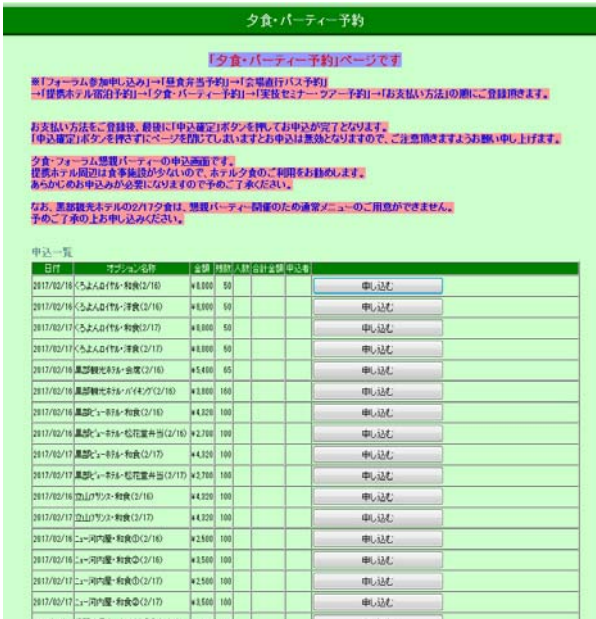 夕食・パーティー予約
「夕食・パーティー予約」ページです
※「フォーラム参加申し込み」→「昼食弁当予約」→「会場直行バス予約」
→「提携ホテル宿泊予約」→「夕食・パーティー予約」→「実技セミナー・ツアー予約」→「お支払い方法」の順にご登録頂きます。
お支払い方法をご登録後、最後に「申込確定」ボタンを押してお申込が完了となります。
「申込確定」ボタンを押さずにページを閉じてしまいますとお申込は無効となりますので、ご注意頂きますようお願い申し上げます。
夕食・フォーラム懇親パーティーの申込画面です。
提携ホテル周辺は食事施設が少ないので、ホテル夕食のご利用をお勧めします。
あらかじめお申込みが必要になりますので予めご了承ください。
なお、黒部観光ホテルの2/17夕食は、懇親パーティー開催のため通常メニューのご用意ができません。
予めご了承の上お申し込みください。
申込一覧
日付 オプション名称 金額 残数 人数 合計金額 申込者
2017/02/16 くろよんロイヤル・和食(2/16) ¥8,000 50 申し込む
2017/02/16 くろよんロイヤル・洋食(2/16) ¥8,000 50 申し込む
2017/02/17 くろよんロイヤル・和食(2/17) ¥8,000 50 申し込む
2017/02/17 くろよんロイヤル・洋食(2/17) ¥8,000 50 申し込む
2017/02/16 黒部観光ホテル・会席(2/16) ¥5,400 65 申し込む
2017/02/16 黒部観光ホテル・バイキング(2/16) ¥3,800 160 申し込む
2017/02/16 黒部ビューホテル・和食(2/16) ¥4,320 100 申し込む
2017/02/16 黒部ビューホテル・松花堂弁当(2/16) ¥2,700 100 申し込む
2017/02/17 黒部ビューホテル・和食(2/17) ¥4,320 100 申し込む
2017/02/17 黒部ビューホテル・松花堂弁当(2/17) ¥2,700 100 申し込む
2017/02/16 立山プリンス・和食(2/16) ¥4,320 100 申し込む
2017/02/17 立山プリンス・和食(2/17) ¥4,320 100 申し込む
2017/02/16 ニュー河内屋・和食①(2/16) ¥2,500 100 申し込む
2017/02/16 ニュー河内屋・和食②(2/16) ¥3,500 100 申し込む
2017/02/17 ニュー河内屋・和食①(2/17) ¥2,500 100 申し込む
2017/02/17 ニュー河内屋・和食②(2/17) ¥3,500 100 申し込む